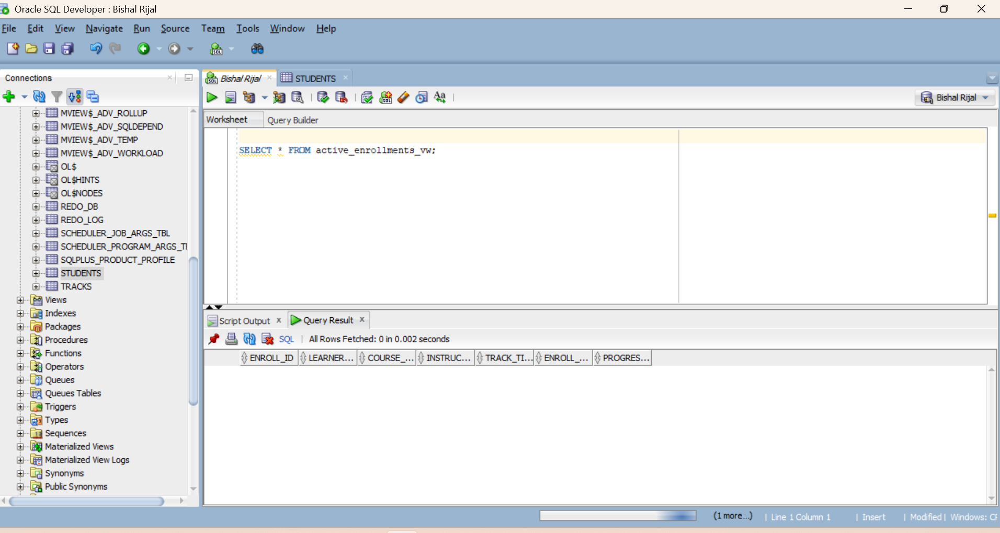 Oracle SQL Developer : Bishal Rijal
File Edit View Navigate Run Source Team Tools Window Help
Connections
MVIEW$_ADV_ROLLUP
MVIEW$_ADV_SQLDEPEND
MVIEW$_ADV_TEMP
MVIEW$_ADV_WORKLOAD
OL$
OL$HINTS
OL$NODES
REDO_DB
REDO_LOG
SCHEDULER_JOB_ARGS_TBL
SCHEDULER_PROGRAM_ARGS_T
SQLPLUS_PRODUCT_PROFILE
STUDENTS
TRACKS
Views
Indexes
Packages
Procedures
Functions
Operators
Queues
Queues Tables
Triggers
Types
Sequences
Materialized Views
Materialized View Logs
Synonyms
Public Synonyms
Bishal Rijal STUDENTS
Bishal Rijal
Worksheet Query Builder
SELECT * FROM active_enrollments_vw;
Script Output x Query Result x
SQL | All Rows Fetched: 0 in 0.002 seconds
ENROLL_ID LEARNER... COURSE_... INSTRUC... TRACK_TI... ENROLL_... PROGRES...
(1 more...) | Line 1 Column 1 | Insert | Modified | Windows: C